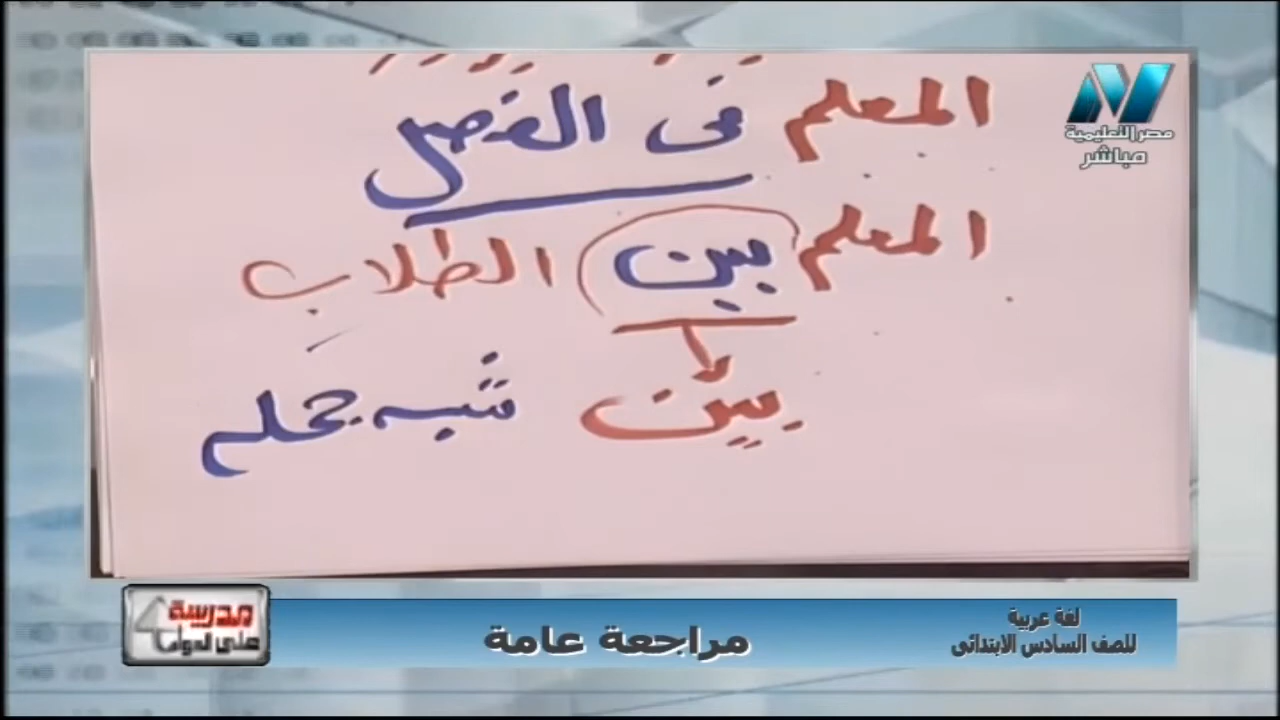 المعلم فى الفصل
المعلم بين الطلاب
بين شبه جملة
مصر التعليمية
مباشر
مدرسة
على الهواء
لغة عربية
للصف السادس الابتدائى
مراجعة عامة